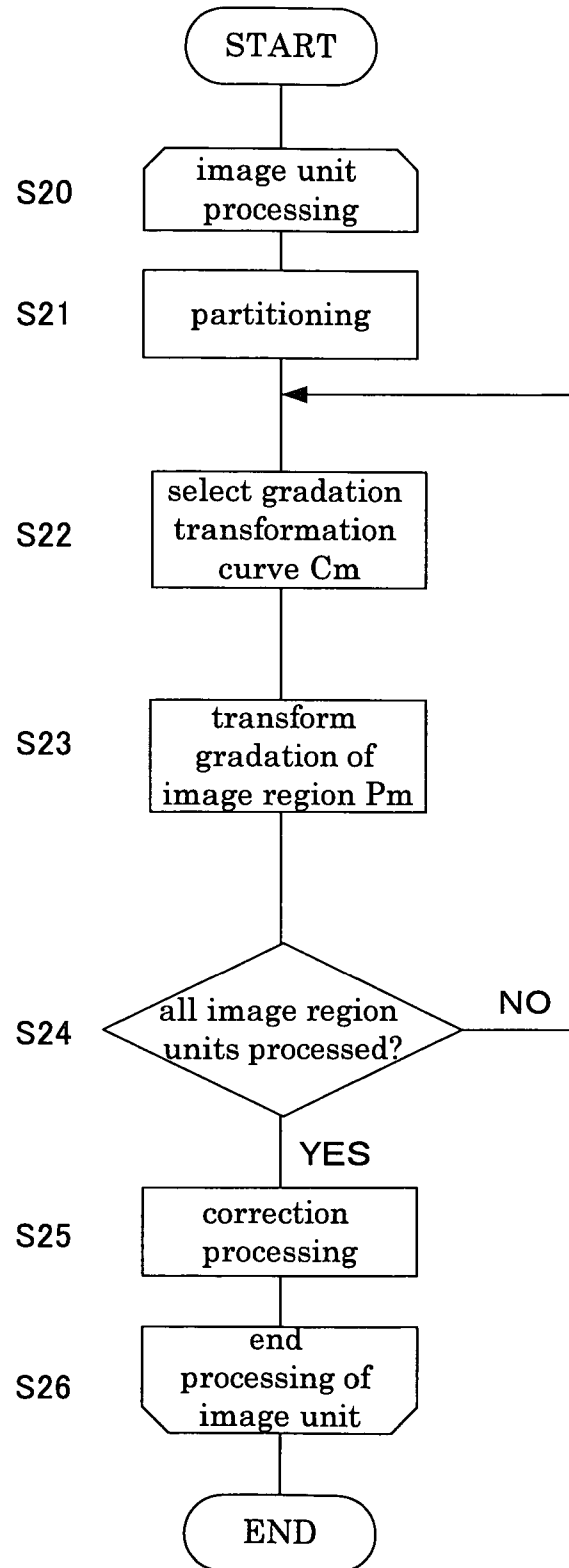 START
S20
image unit
processing
S21
partitioning
S22
select gradation
transformation
curve Cm
S23
transform
gradation of
image region Pm
S24
all image region
units processed?
NO
YES
S25
correction
processing
S26
end
processing of
image unit
END